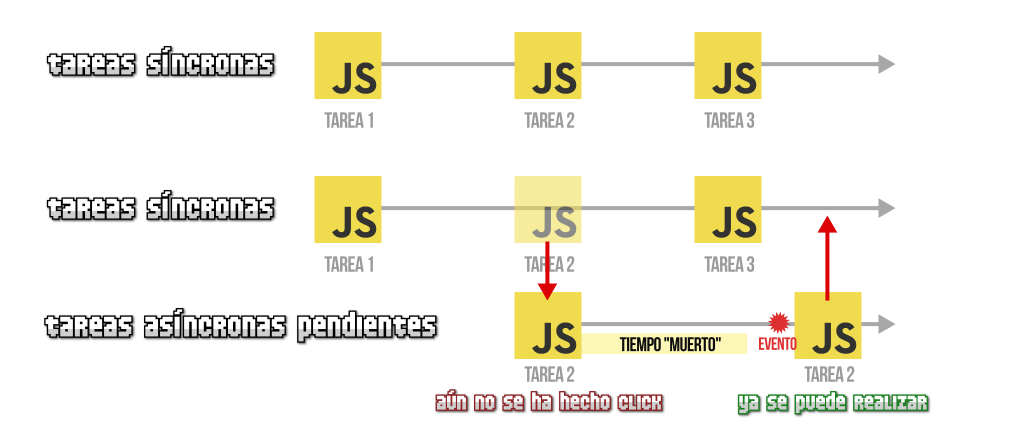 tareas síncronas
JS
JS
JS
TAREA 1
TAREA 2
TAREA 3
tareas síncronas
JS
JS
JS
TAREA 1
TAREA 2
TAREA 3
tareas asíncronas pendientes
JS
TIEMPO "MUERTO"
EVENTO
JS
TAREA 2
TAREA 2
aún no se ha hecho click
ya se puede realizar